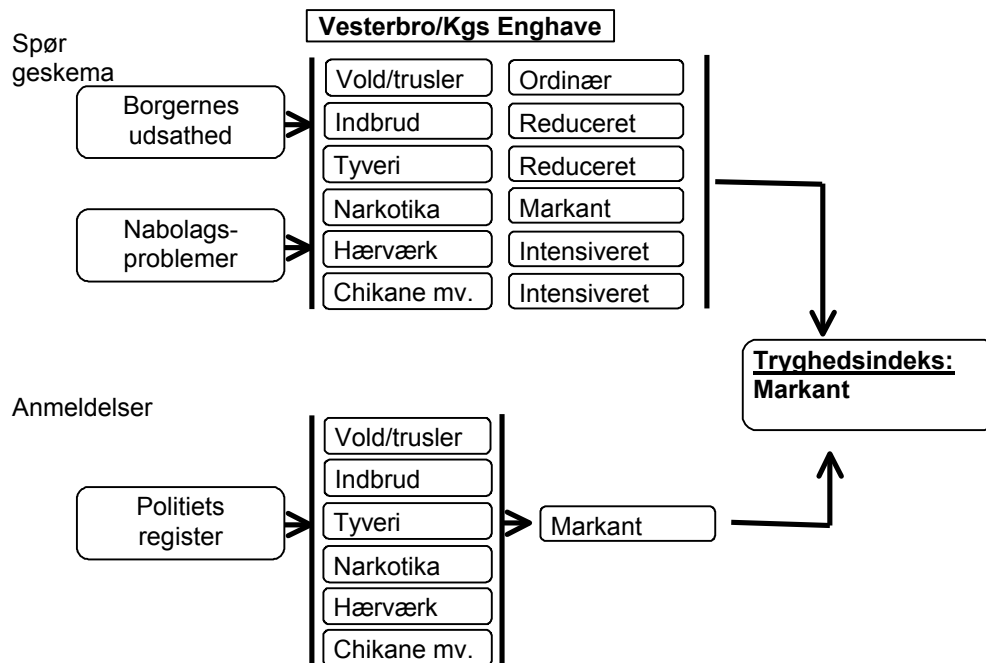 Vesterbro/Kgs Enghave
Spør
geskema
Borgernes
udsathed
Nabolags-
problemer
Vold/trusler
Ordinær
Indbrud
Reduceret
Tyveri
Reduceret
Narkotika
Markant
Hærværk
Intensiveret
Chikane mv.
Intensiveret
Tryghedsindeks:
Markant
Anmeldelser
Politiets
register
Vold/trusler
Indbrud
Tyveri
Narkotika
Hærværk
Chikane mv.
Markant